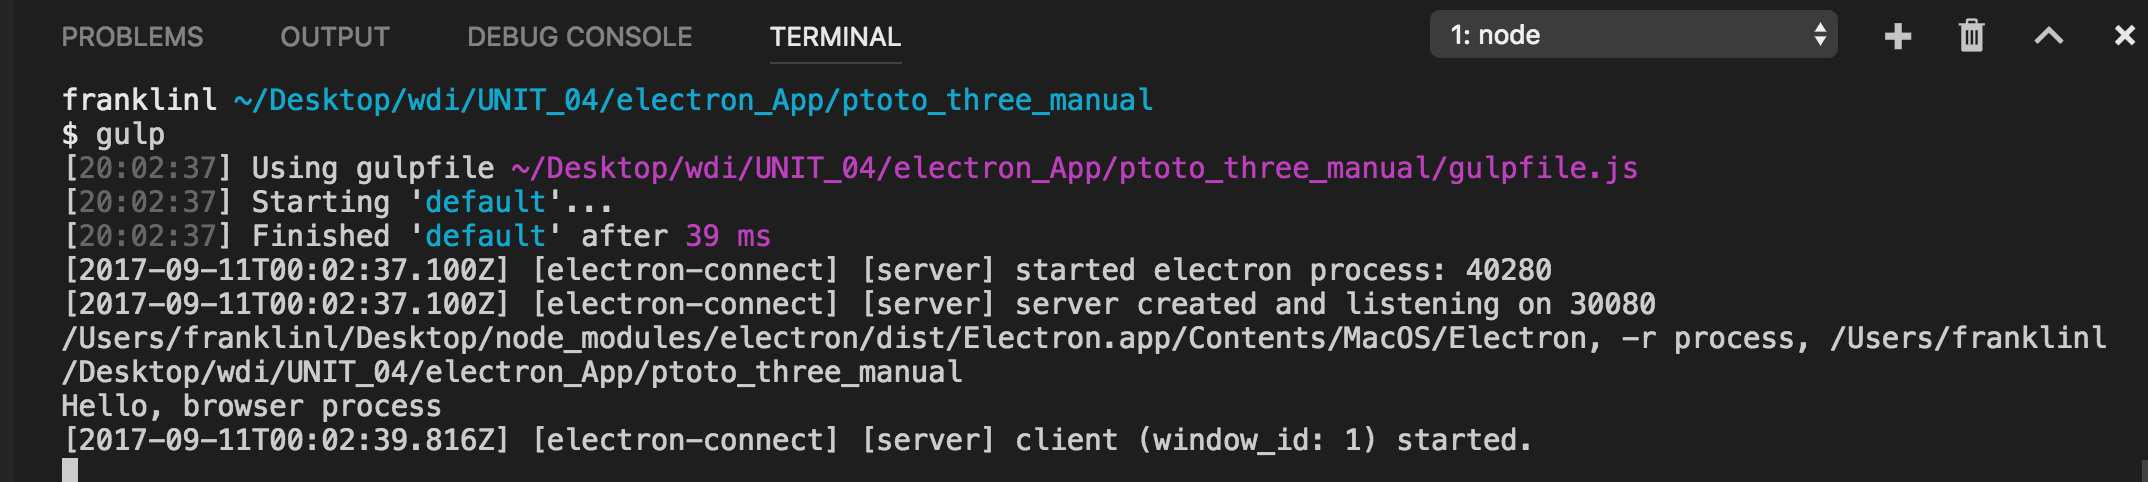 PROBLEMS OUTPUT DEBUG CONSOLE TERMINAL 1: node
franklinl ~/Desktop/wdi/UNIT_04/electron_App/ptoto_three_manual
$ gulp
[20:02:37] Using gulpfile ~/Desktop/wdi/UNIT_04/electron_App/ptoto_three_manual/gulpfile.js
[20:02:37] Starting 'default'...
[20:02:37] Finished 'default' after 39 ms
[2017-09-11T00:02:37.100Z] [electron-connect] [server] started electron process: 40280
[2017-09-11T00:02:37.100Z] [electron-connect] [server] server created and listening on 30080
/Users/franklinl/Desktop/node_modules/electron/dist/Electron.app/Contents/MacOS/Electron, -r process, /Users/franklinl
/Desktop/wdi/UNIT_04/electron_App/ptoto_three_manual
Hello, browser process
[2017-09-11T00:02:39.816Z] [electron-connect] [server] client (window_id: 1) started.